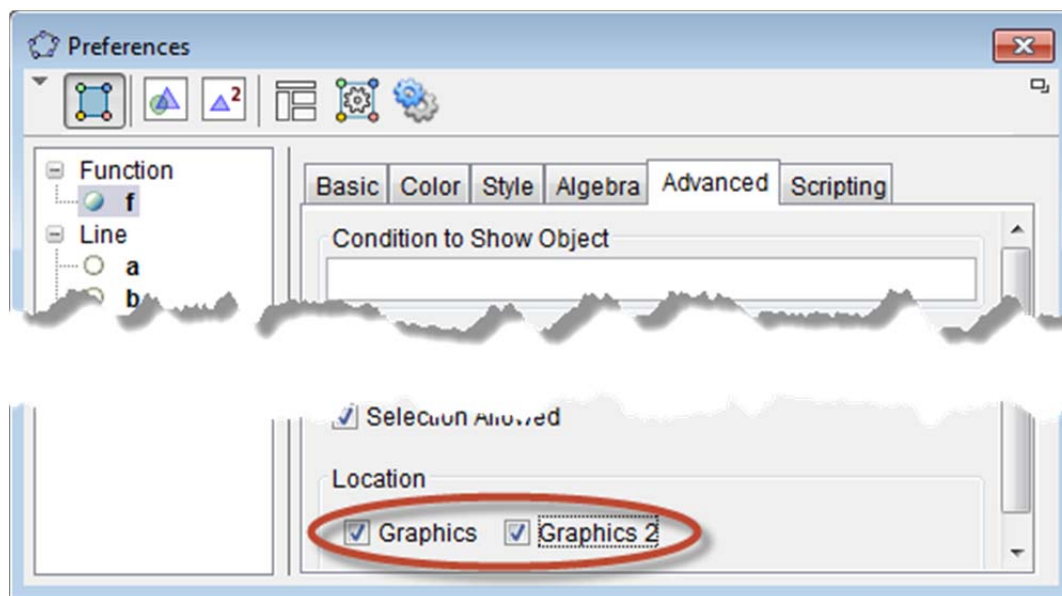 Preferences
2
Function
f
Line
a
b
Basic Color Style Algebra Advanced Scripting
Condition to Show Object
Selection Allowed
Location
Graphics Graphics 2